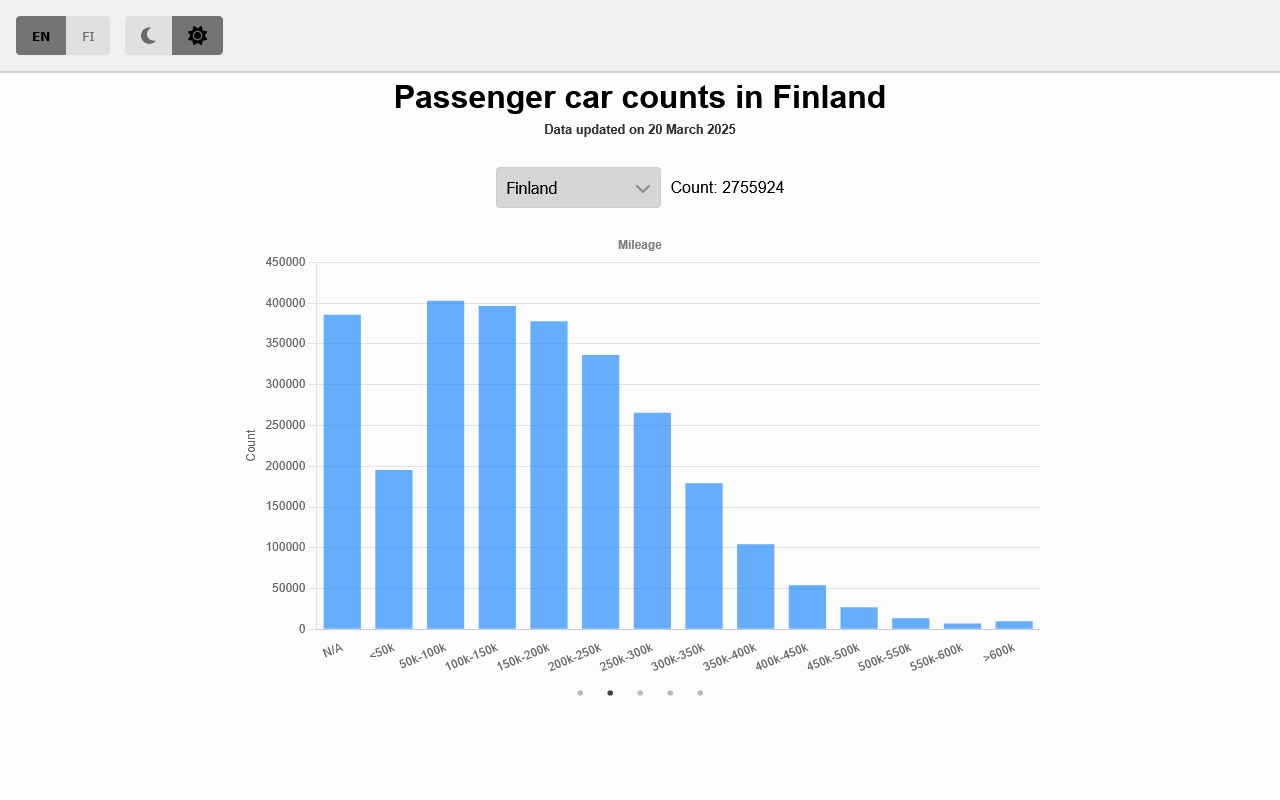 EN FI
Passenger car counts in Finland
Data updated on 20 March 2025
Finland Count: 2755924
Mileage
450000
400000
350000
300000
250000
200000
150000
100000
50000
0
Count
N/A <50k 50k-100k 100k-150k 150k-200k 200k-250k 250k-300k 300k-350k 350k-400k 400k-450k 450k-500k 500k-550k 550k-600k >600k